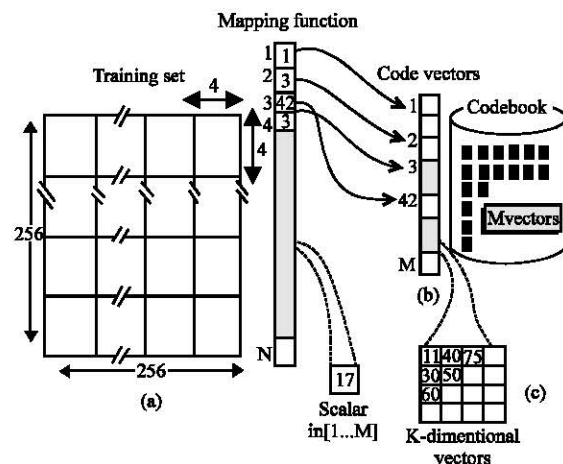 Mapping function
Training set
4
4
256
256
(a)
1
2
3
4
N
1
3
42
3
17
Scalar
in[1...M]
Code vectors
1
2
3
42
M
(b)
Codebook
Mvectors
11 40 75
30 50
60
(c)
K-dimentional
vectors